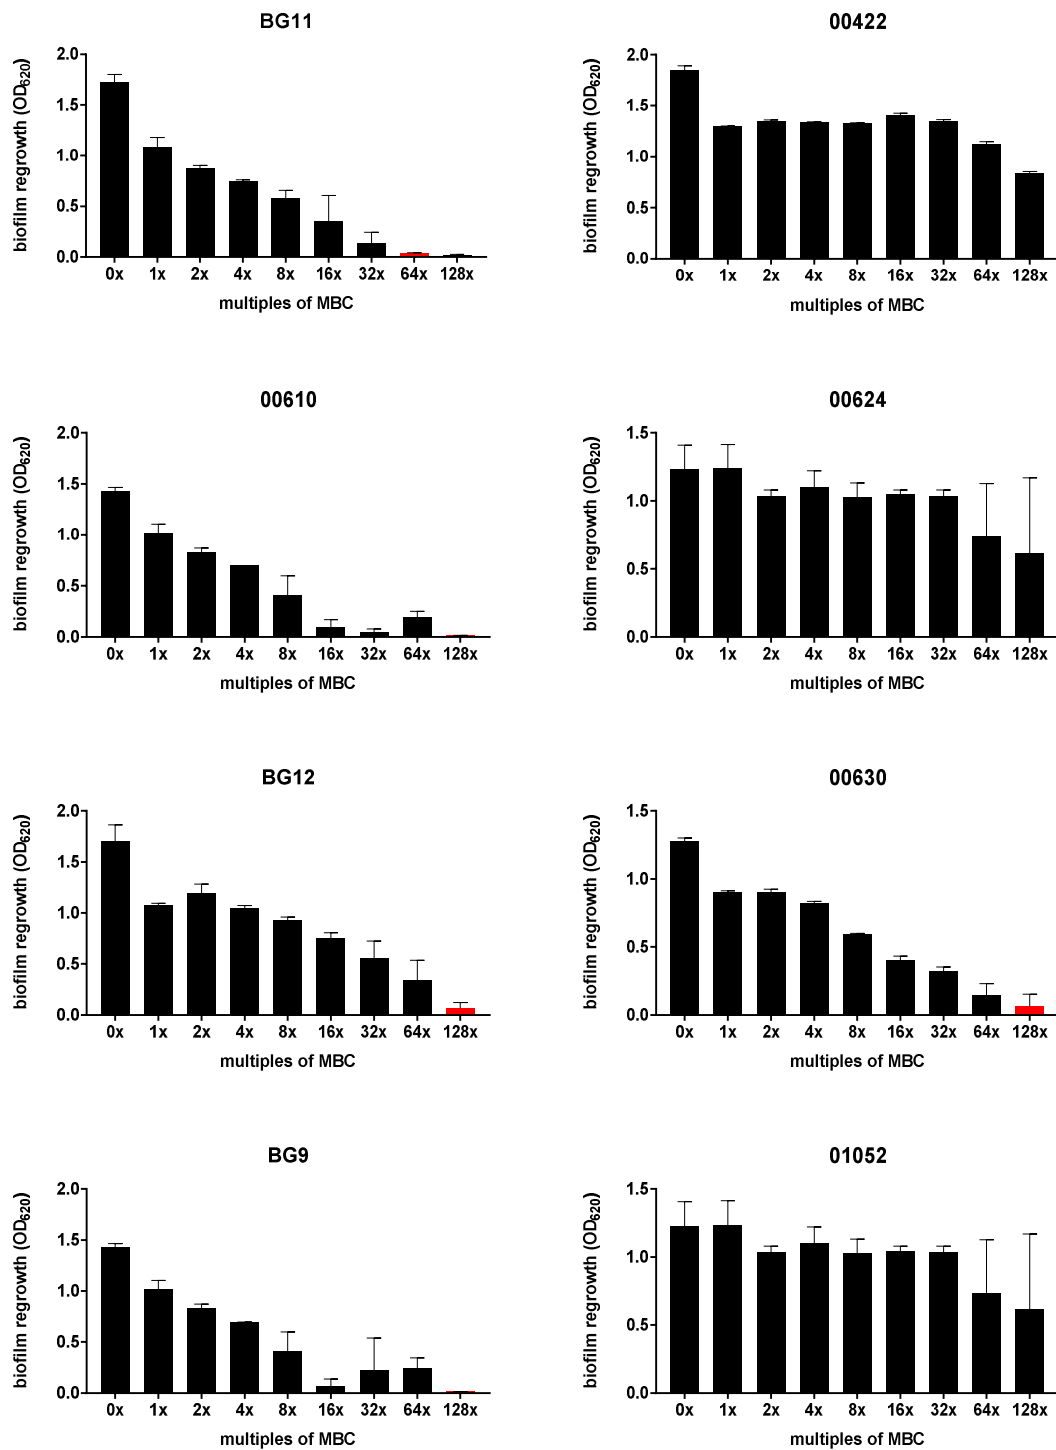 BG11
biofilm regrowth (OD620)
2.0
1.5
1.0
0.5
0.0
0x 1x 2x 4x 8x 16x 32x 64x 128x
multiples of MBC
00422
biofilm regrowth (OD620)
2.0
1.5
1.0
0.5
0.0
0x 1x 2x 4x 8x 16x 32x 64x 128x
multiples of MBC
00610
biofilm regrowth (OD620)
2.0
1.5
1.0
0.5
0.0
0x 1x 2x 4x 8x 16x 32x 64x 128x
multiples of MBC
00624
biofilm regrowth (OD620)
1.5
1.0
0.5
0.0
0x 1x 2x 4x 8x 16x 32x 64x 128x
multiples of MBC
BG12
biofilm regrowth (OD620)
2.0
1.5
1.0
0.5
0.0
0x 1x 2x 4x 8x 16x 32x 64x 128x
multiples of MBC
00630
biofilm regrowth (OD620)
1.5
1.0
0.5
0.0
0x 1x 2x 4x 8x 16x 32x 64x 128x
multiples of MBC
BG9
biofilm regrowth (OD620)
2.0
1.5
1.0
0.5
0.0
0x 1x 2x 4x 8x 16x 32x 64x 128x
multiples of MBC
01052
biofilm regrowth (OD620)
1.5
1.0
0.5
0.0
0x 1x 2x 4x 8x 16x 32x 64x 128x
multiples of MBC